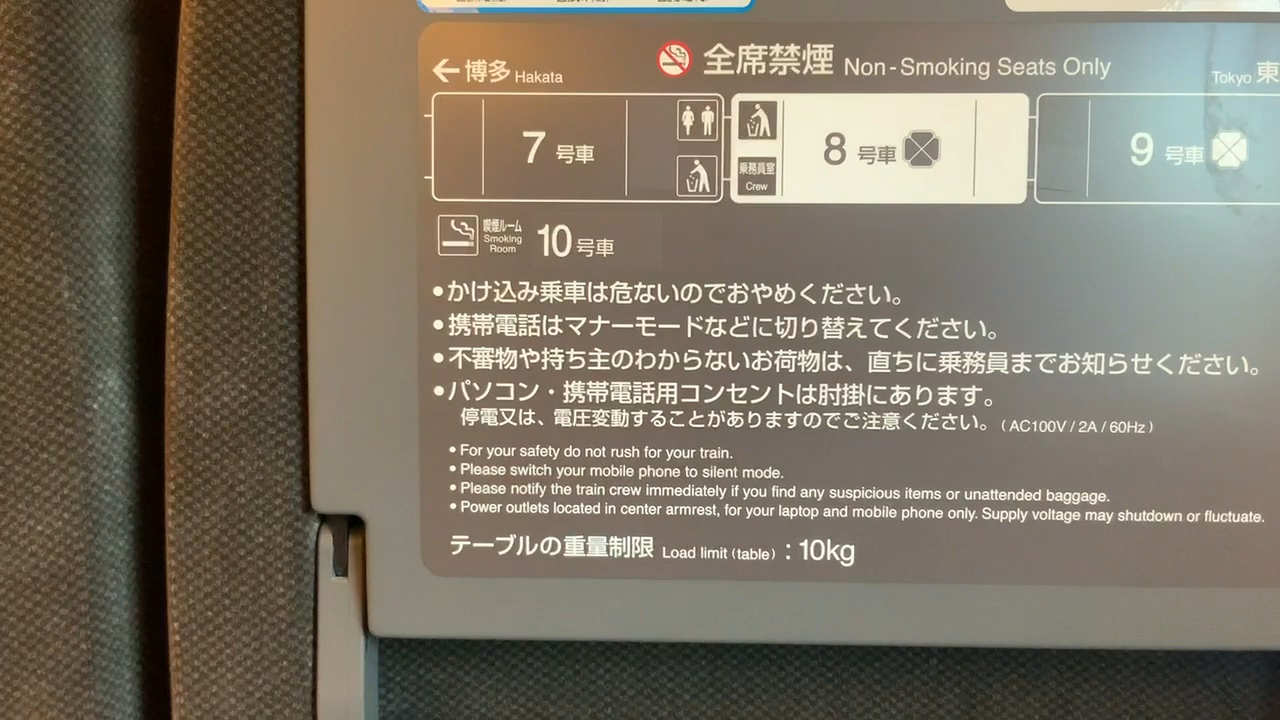 ←博多 Hakata
全席禁煙 Non-Smoking Seats Only
Tokyo 東
7 号車
乗務員室 Crew
8 号車
9 号車
喫煙ルーム Smoking Room
10号車
•かけ込み乗車は危ないのでおやめください。
•携帯電話はマナーモードなどに切り替えてください。
•不審物や持ち主のわからないお荷物は、直ちに乗務員までお知らせください。
•パソコン・携帯電話用コンセントは肘掛にあります。
停電又は、電圧変動することがありますのでご注意ください。(AC100V / 2A / 60Hz)
•For your safety do not rush for your train.
•Please switch your mobile phone to silent mode.
•Please notify the train crew immediately if you find any suspicious items or unattended baggage.
•Power outlets located in center armrest, for your laptop and mobile phone only. Supply voltage may shutdown or fluctuate.
テーブルの重量制限 Load limit (table) : 10kg